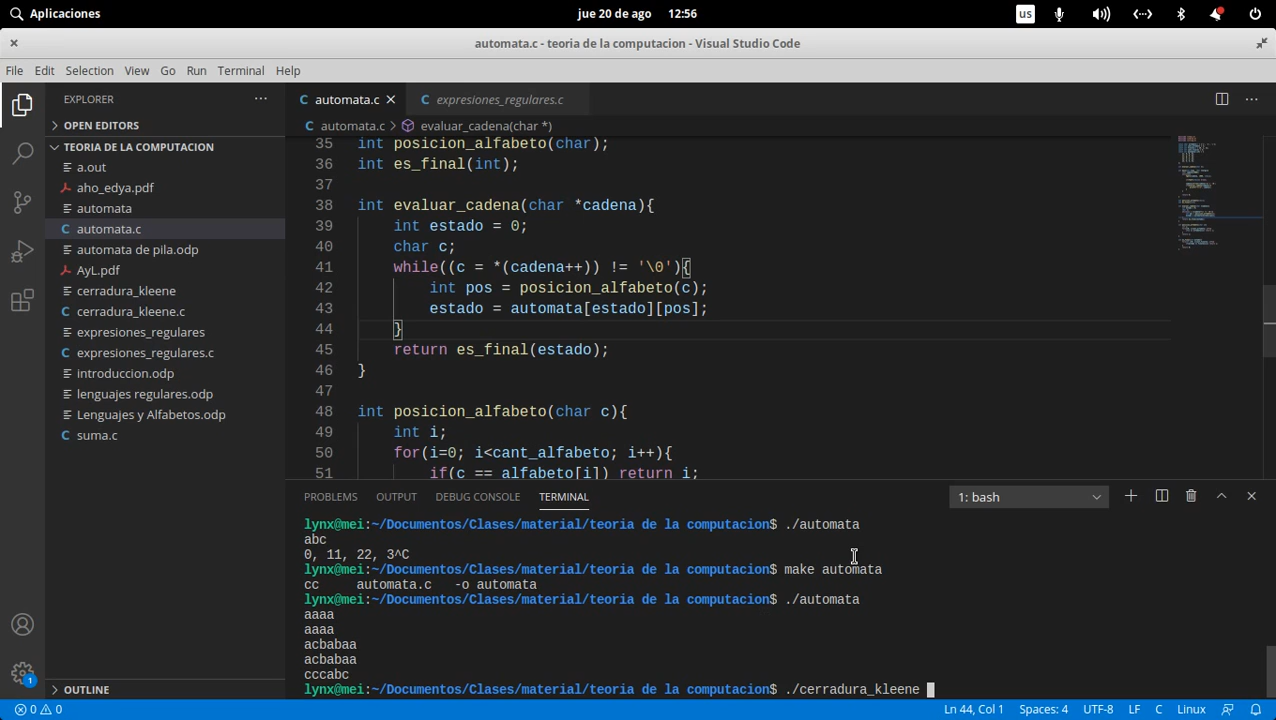 Aplicaciones
jue 20 de ago 12:56
us
automata.c - teoria de la computacion - Visual Studio Code
File Edit Selection View Go Run Terminal Help
EXPLORER
OPEN EDITORS
TEORIA DE LA COMPUTACION
a.out
aho_edya.pdf
automata
C automata.c
automata de pila.odp
AyL.pdf
cerradura_kleene
C cerradura_kleene.c
expresiones_regulares
C expresiones_regulares.c
introduccion.odp
lenguajes regulares.odp
Lenguajes y Alfabetos.odp
C suma.c
OUTLINE
1
C automata.c
C expresiones_regulares.c
C automata.c > evaluar_cadena(char *)
35 int posicion_alfabeto(char);
36 int es_final(int);
37
38 int evaluar_cadena(char *cadena){
39 int estado = 0;
40 char c;
41 while((c = *(cadena++)) != '\0'){
42 int pos = posicion_alfabeto(c);
43 estado = automata[estado][pos];
44 }
45 return es_final(estado);
46 }
47
48 int posicion_alfabeto(char c){
49 int i;
50 for(i=0; i<cant_alfabeto; i++){
51 if(c == alfabeto[i]) return i;
PROBLEMS OUTPUT DEBUG CONSOLE TERMINAL
1: bash
lynx@mei:~/Documentos/Clases/material/teoria de la computacion$ ./automata
abc
0, 11, 22, 3^C
lynx@mei:~/Documentos/Clases/material/teoria de la computacion$ make automata
cc automata.c -o automata
lynx@mei:~/Documentos/Clases/material/teoria de la computacion$ ./automata
aaaa
aaaa
acbabaa
acbabaa
cccabc
lynx@mei:~/Documentos/Clases/material/teoria de la computacion$ ./cerradura_kleene
0 0 Ln 44, Col 1 Spaces: 4 UTF-8 LF C Linux